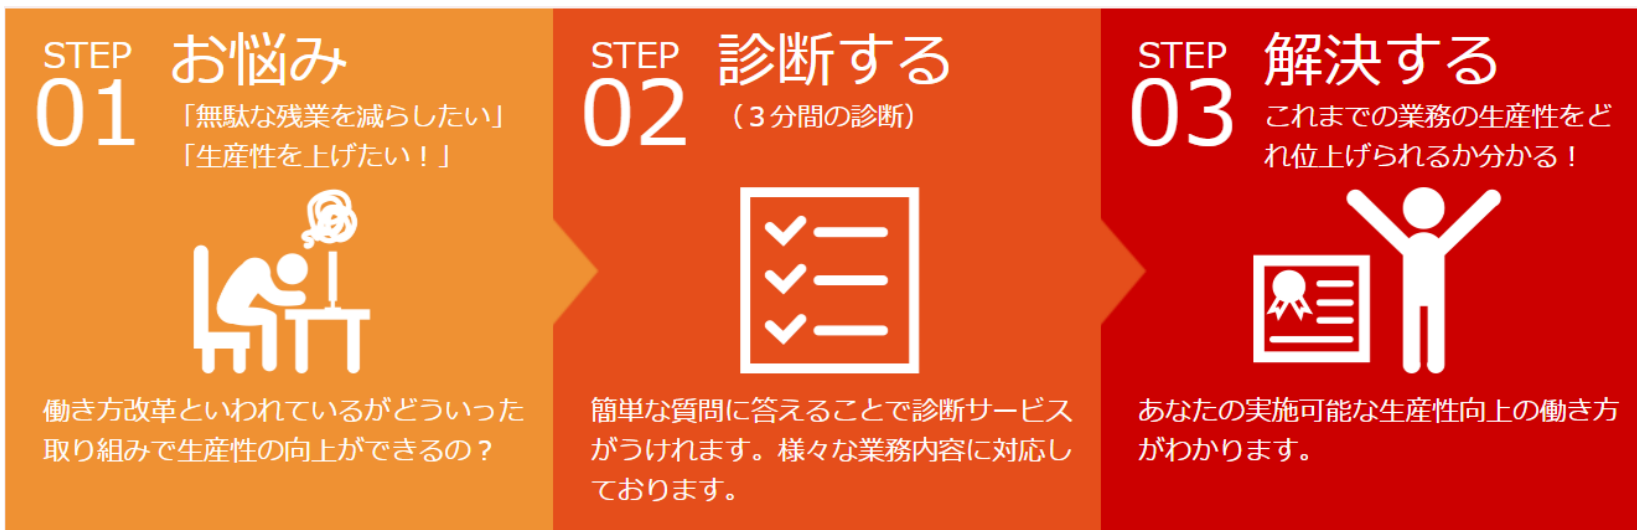 STEP
01
お悩み
「無駄な残業を減らしたい」
「生産性を上げたい！」
働き方改革といわれているがどういった
取り組みで生産性の向上ができるの？
STEP
02
診断する
（３分間の診断）
簡単な質問に答えることで診断サービス
がうけれます。様々な業務内容に対応し
ております。
STEP
03
解決する
これまでの業務の生産性をど
れ位上げられるか分かる！
あなたの実施可能な生産性向上の働き方
がわかります。